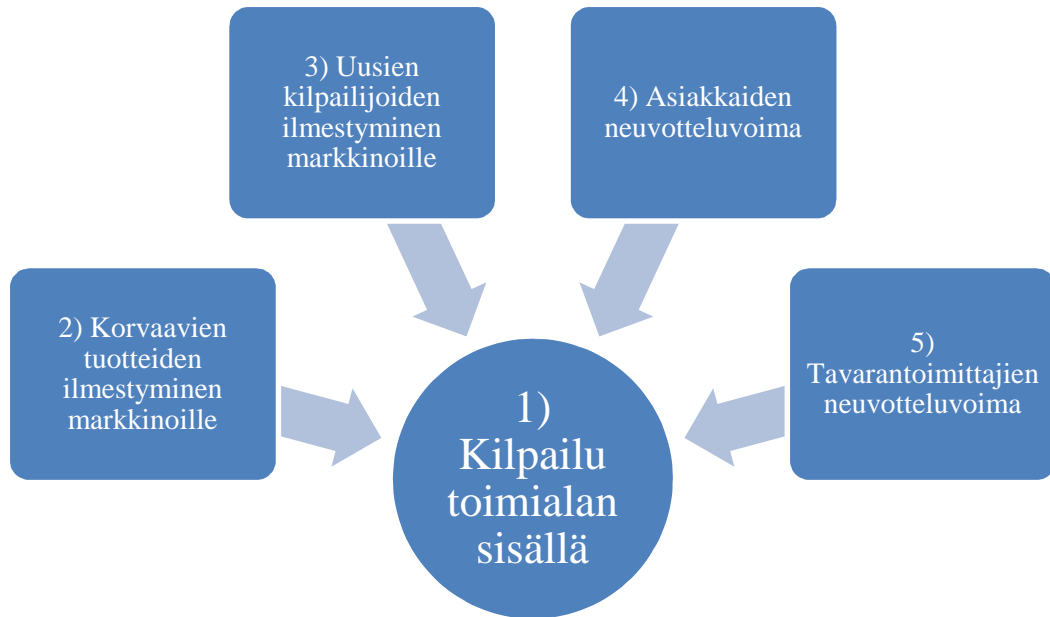 3) Uusien
kilpailijoiden
ilmestyminen
markkinoille
4) Asiakkaiden
neuvotteluvoima
2) Korvaavien
tuotteiden
ilmestyminen
markkinoille
5)
Tavarantoimittajien
neuvotteluvoima
1)
Kilpailu
toimialan
sisällä